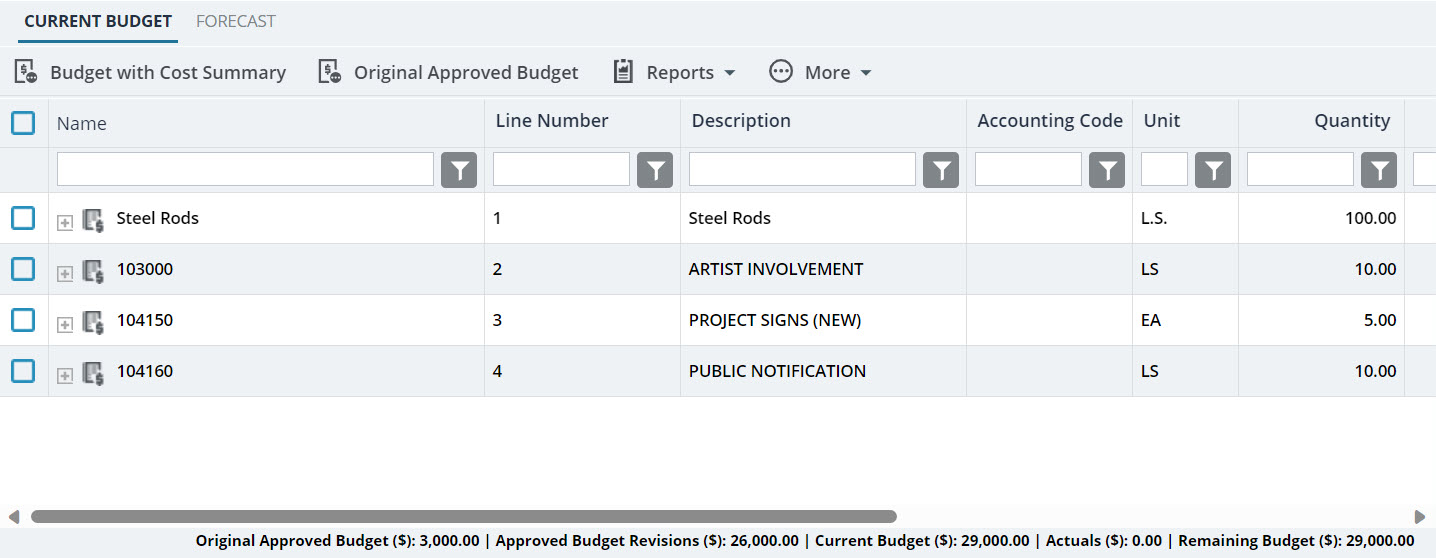 CURRENT BUDGET FORECAST
Budget with Cost Summary Original Approved Budget Reports More
Name Line Number Description Accounting Code Unit Quantity
Steel Rods 1 Steel Rods L.S. 100.00
103000 2 ARTIST INVOLVEMENT LS 10.00
104150 3 PROJECT SIGNS (NEW) EA 5.00
104160 4 PUBLIC NOTIFICATION LS 10.00
Original Approved Budget ($): 3,000.00 | Approved Budget Revisions ($): 26,000.00 | Current Budget ($): 29,000.00 | Actuals ($): 0.00 | Remaining Budget ($): 29,000.00